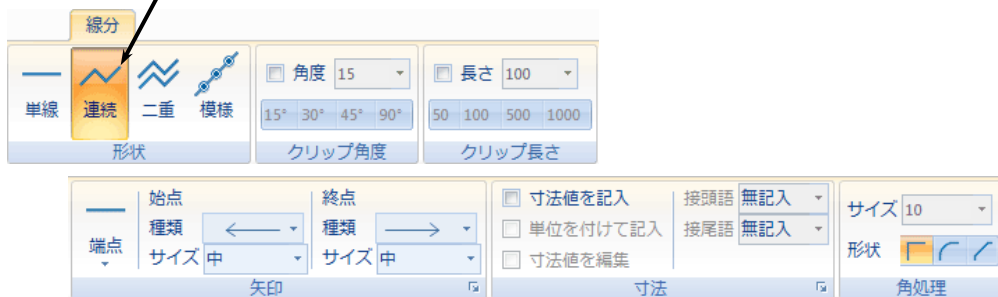 線分
単線 連続 二重 模様
形状
角度 15
15° 30° 45° 90°
クリップ角度
長さ 100
50 100 500 1000
クリップ長さ
端点
始点
種類
サイズ 中
終点
種類
サイズ 中
矢印
寸法値を記入
単位を付けて記入
寸法値を編集
接頭語 無記入
接尾語 無記入
寸法
サイズ 10
形状
角処理